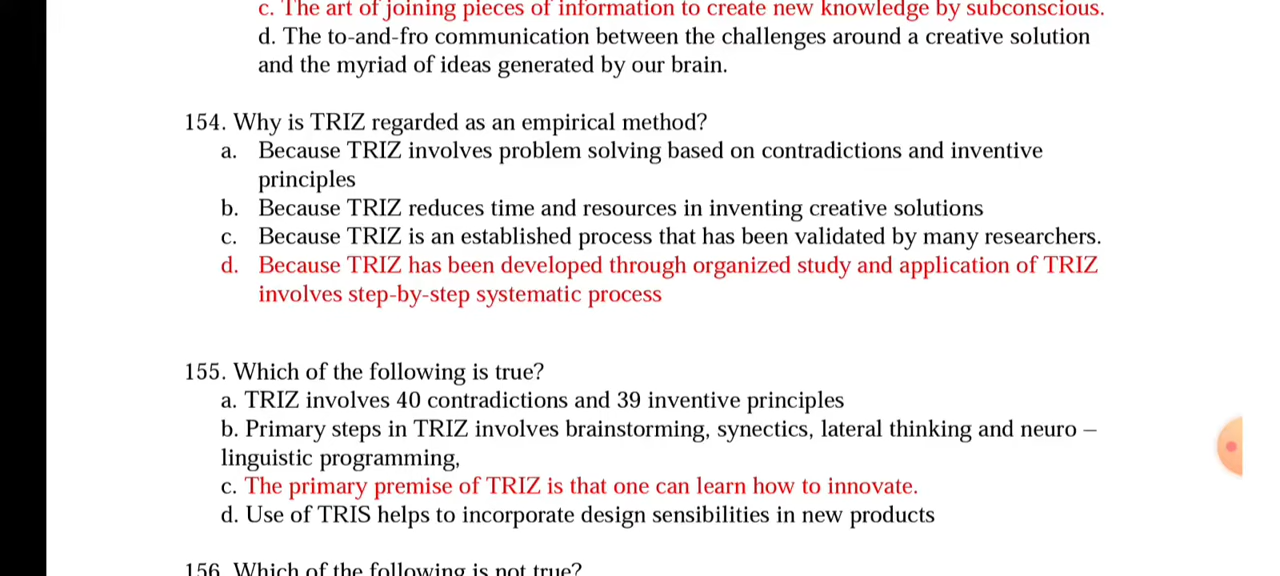 c. The art of joining pieces of information to create new knowledge by subconscious.
d. The to-and-fro communication between the challenges around a creative solution
and the myriad of ideas generated by our brain.
154. Why is TRIZ regarded as an empirical method?
a. Because TRIZ involves problem solving based on contradictions and inventive
principles
b. Because TRIZ reduces time and resources in inventing creative solutions
c. Because TRIZ is an established process that has been validated by many researchers.
d. Because TRIZ has been developed through organized study and application of TRIZ
involves step-by-step systematic process
155. Which of the following is true?
a. TRIZ involves 40 contradictions and 39 inventive principles
b. Primary steps in TRIZ involves brainstorming, synectics, lateral thinking and neuro –
linguistic programming,
c. The primary premise of TRIZ is that one can learn how to innovate.
d. Use of TRIS helps to incorporate design sensibilities in new products
156. Which of the following is not true?